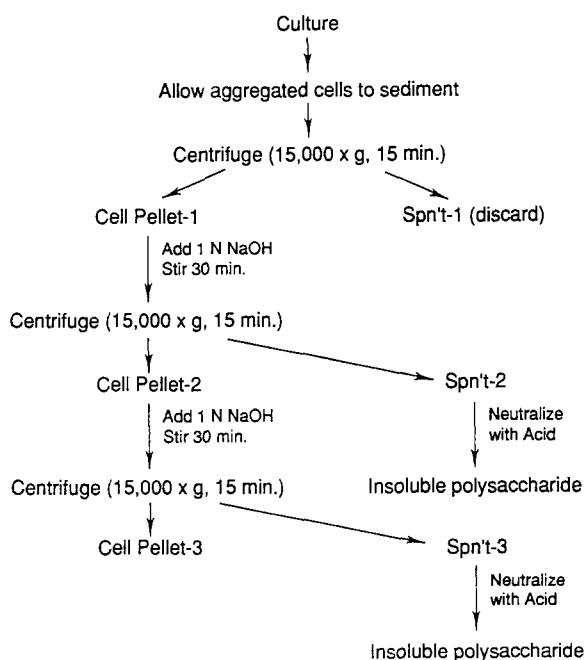 Culture
Allow aggregated cells to sediment
Centrifuge (15,000 x g, 15 min.)
Cell Pellet-1
Spn't-1 (discard)
Add 1 N NaOH
Stir 30 min.
Centrifuge (15,000 x g, 15 min.)
Cell Pellet-2
Spn't-2
Add 1 N NaOH
Stir 30 min.
Neutralize
with Acid
Centrifuge (15,000 x g, 15 min.)
Insoluble polysaccharide
Cell Pellet-3
Spn't-3
Neutralize
with Acid
Insoluble polysaccharide